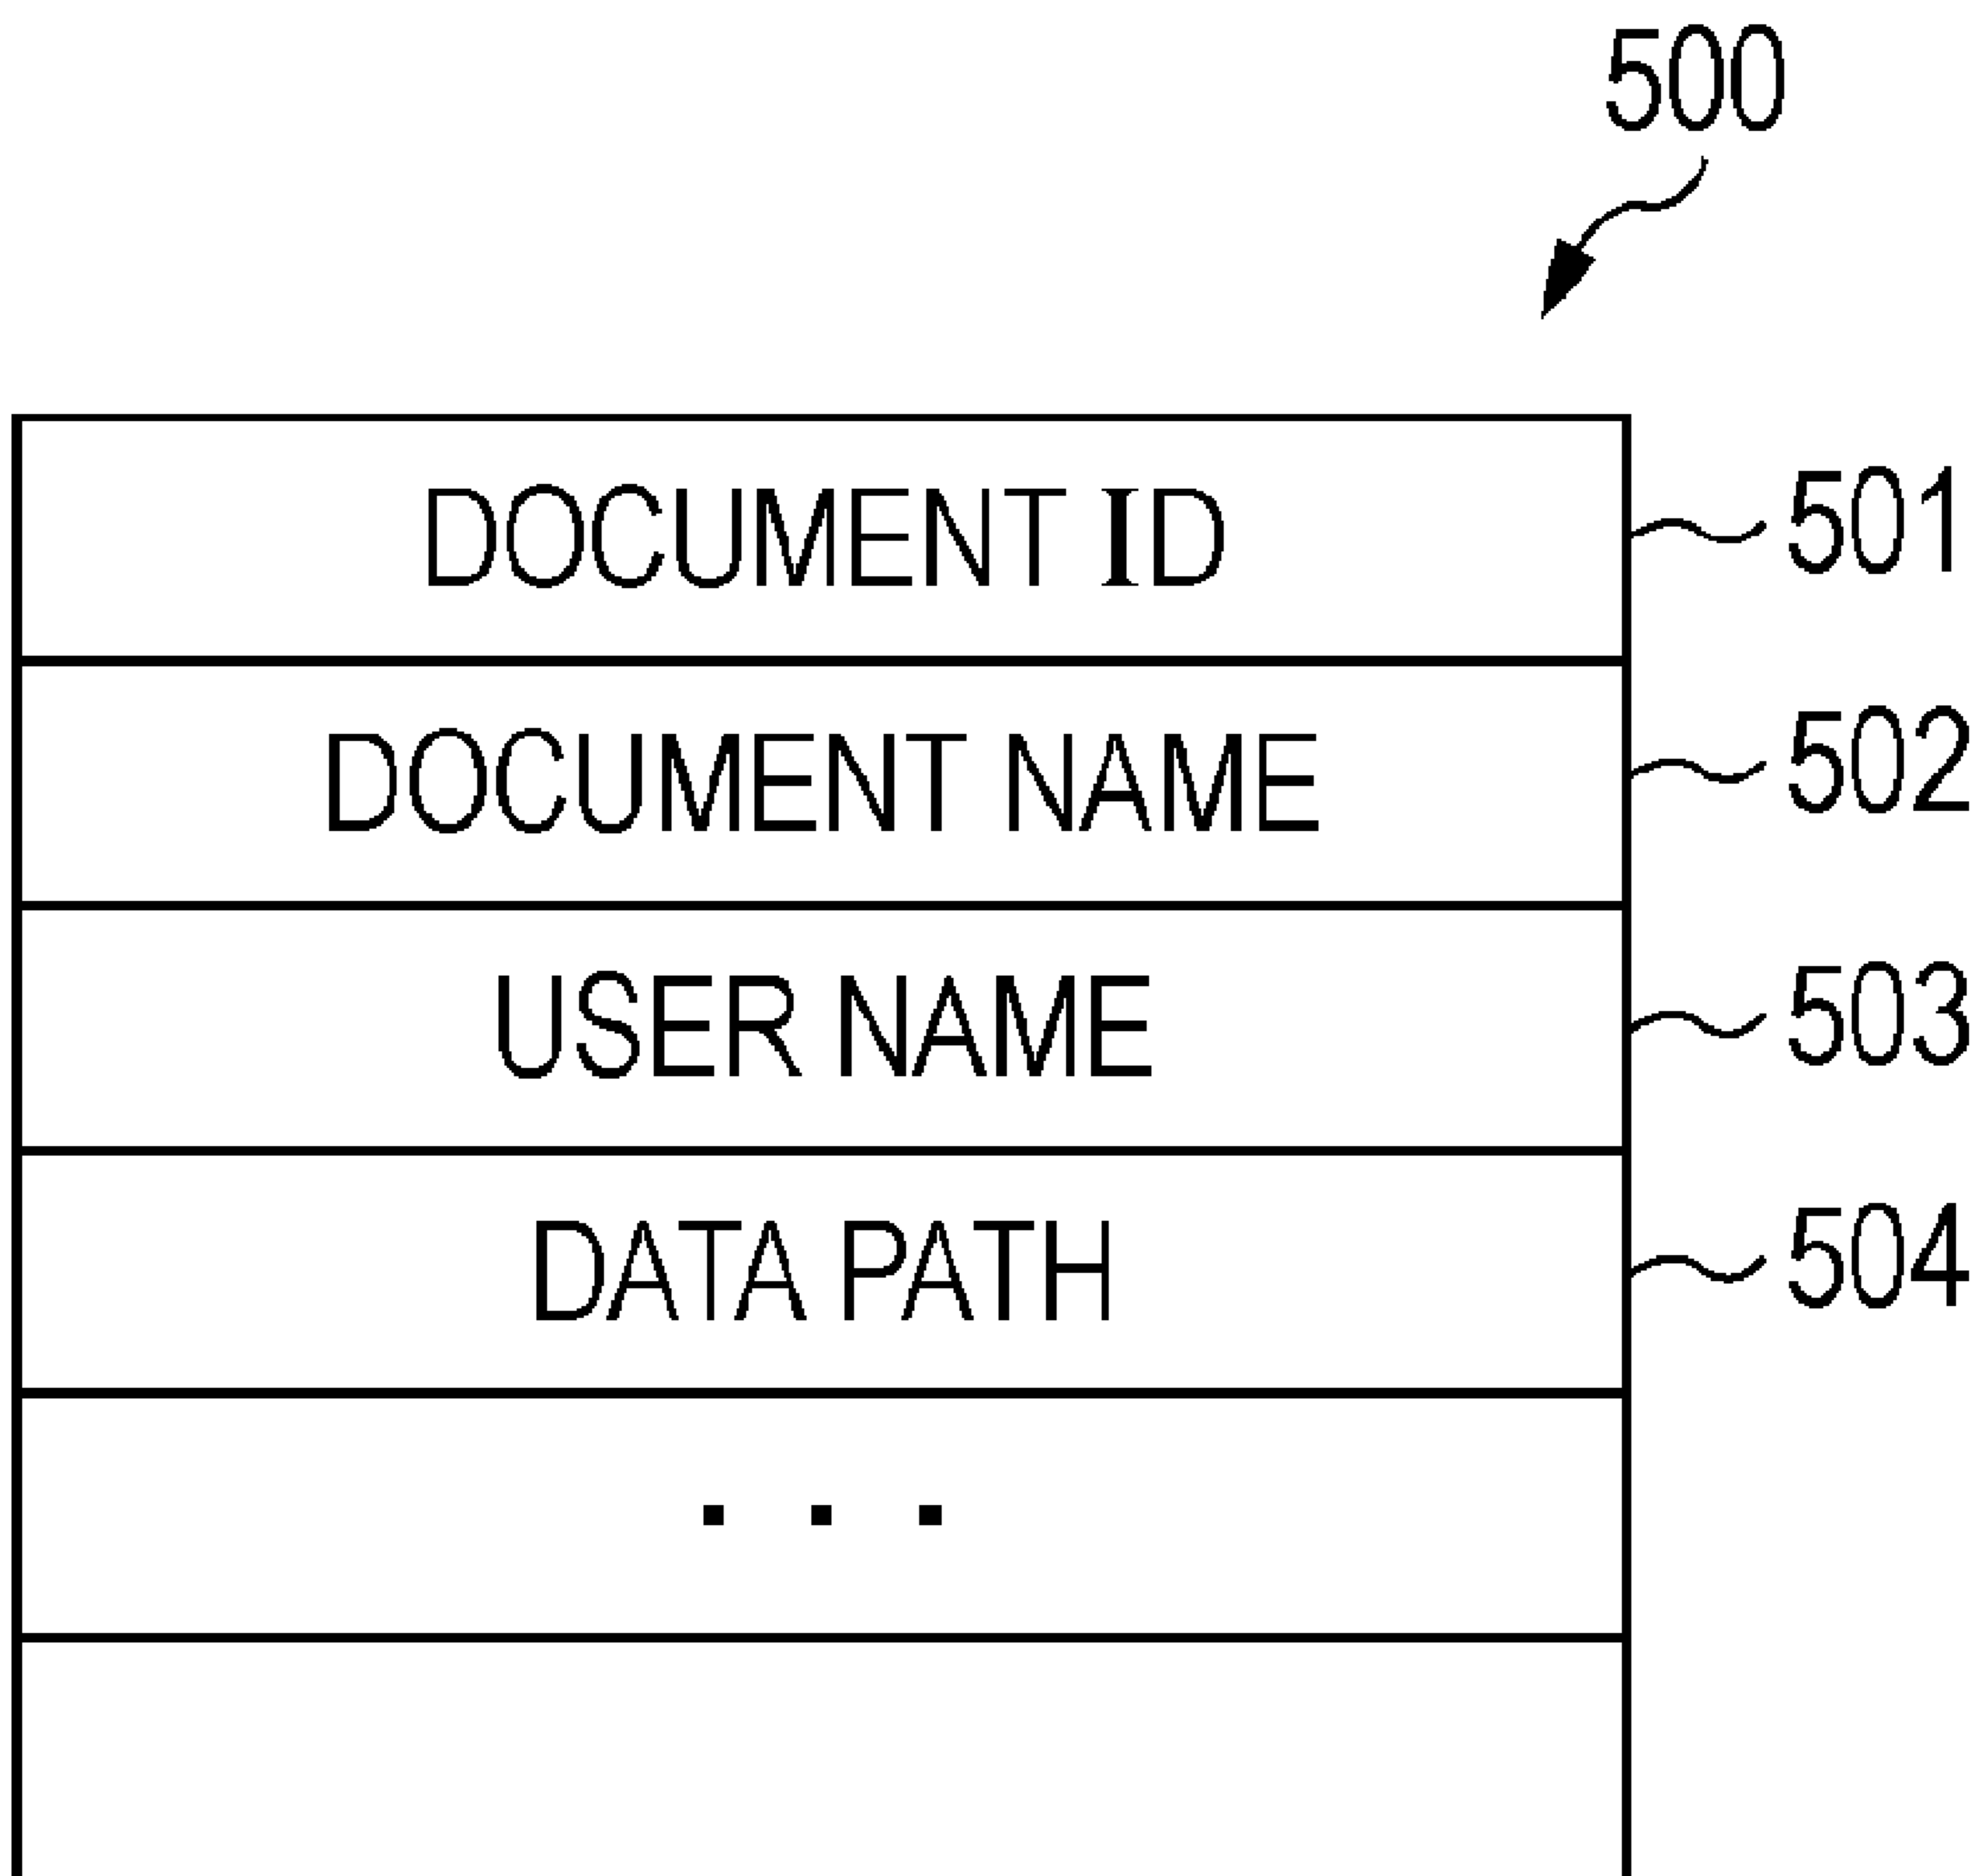 500
DOCUMENT ID 501
DOCUMENT NAME 502
USER NAME 503
DATA PATH 504
. . .